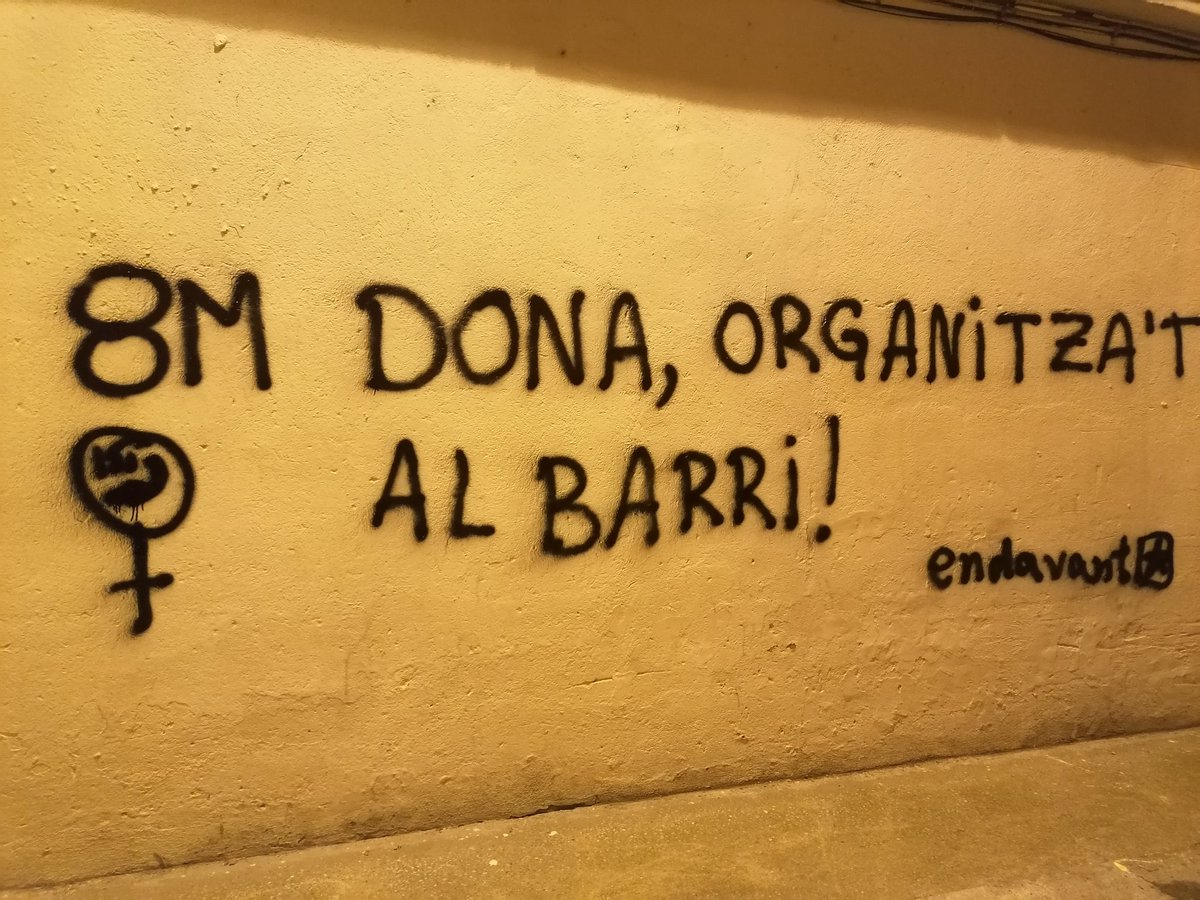 8M DONA, ORGANiTZA'T
AL BARRi!
endavant